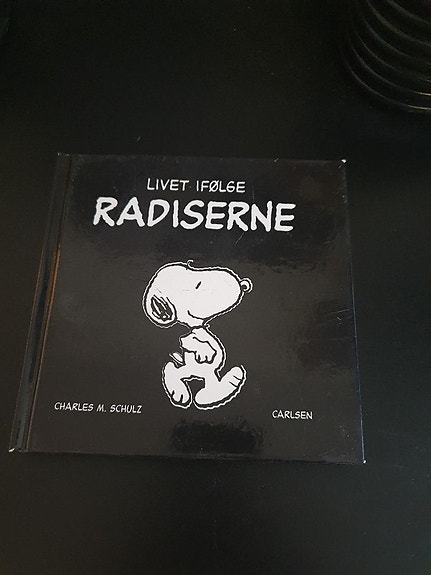 LIVET IFØLGE
RADISERNE
CHARLES M. SCHULZ
CARLSEN